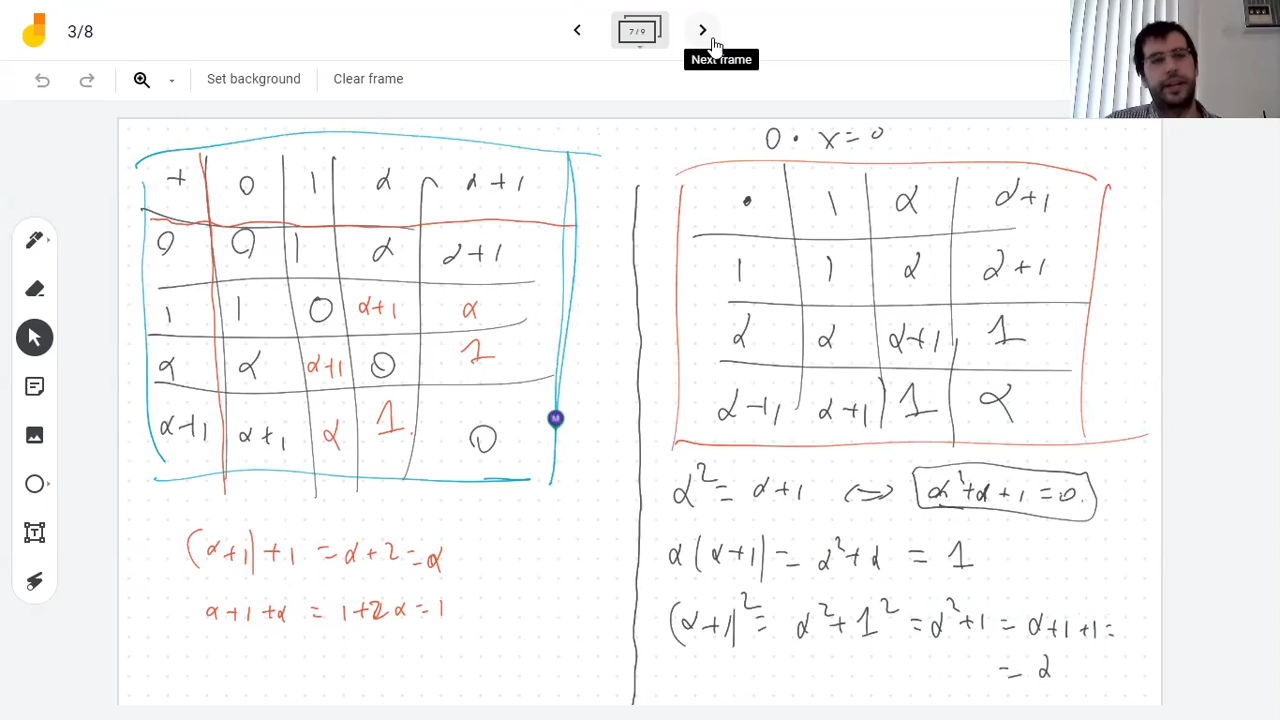 3/8
7 / 9
Next frame
Set background
Clear frame
+ 0 1 α α+1
0 0 1 α α+1
1 1 0 α+1 α
α α α+1 0 1
α+1 α+1 α 1 0
(α+1)+1 = α+2 = α
α+1+α = 1+2α = 1
0 · x = 0
· 1 α α+1
1 1 α α+1
α α α+1 1
α+1 α+1 1 α
α² = α+1 ⇔ α²+α+1=0.
α(α+1) = α²+α = 1
(α+1)² = α²+1² = α²+1 = α+1+1 =
= α
M